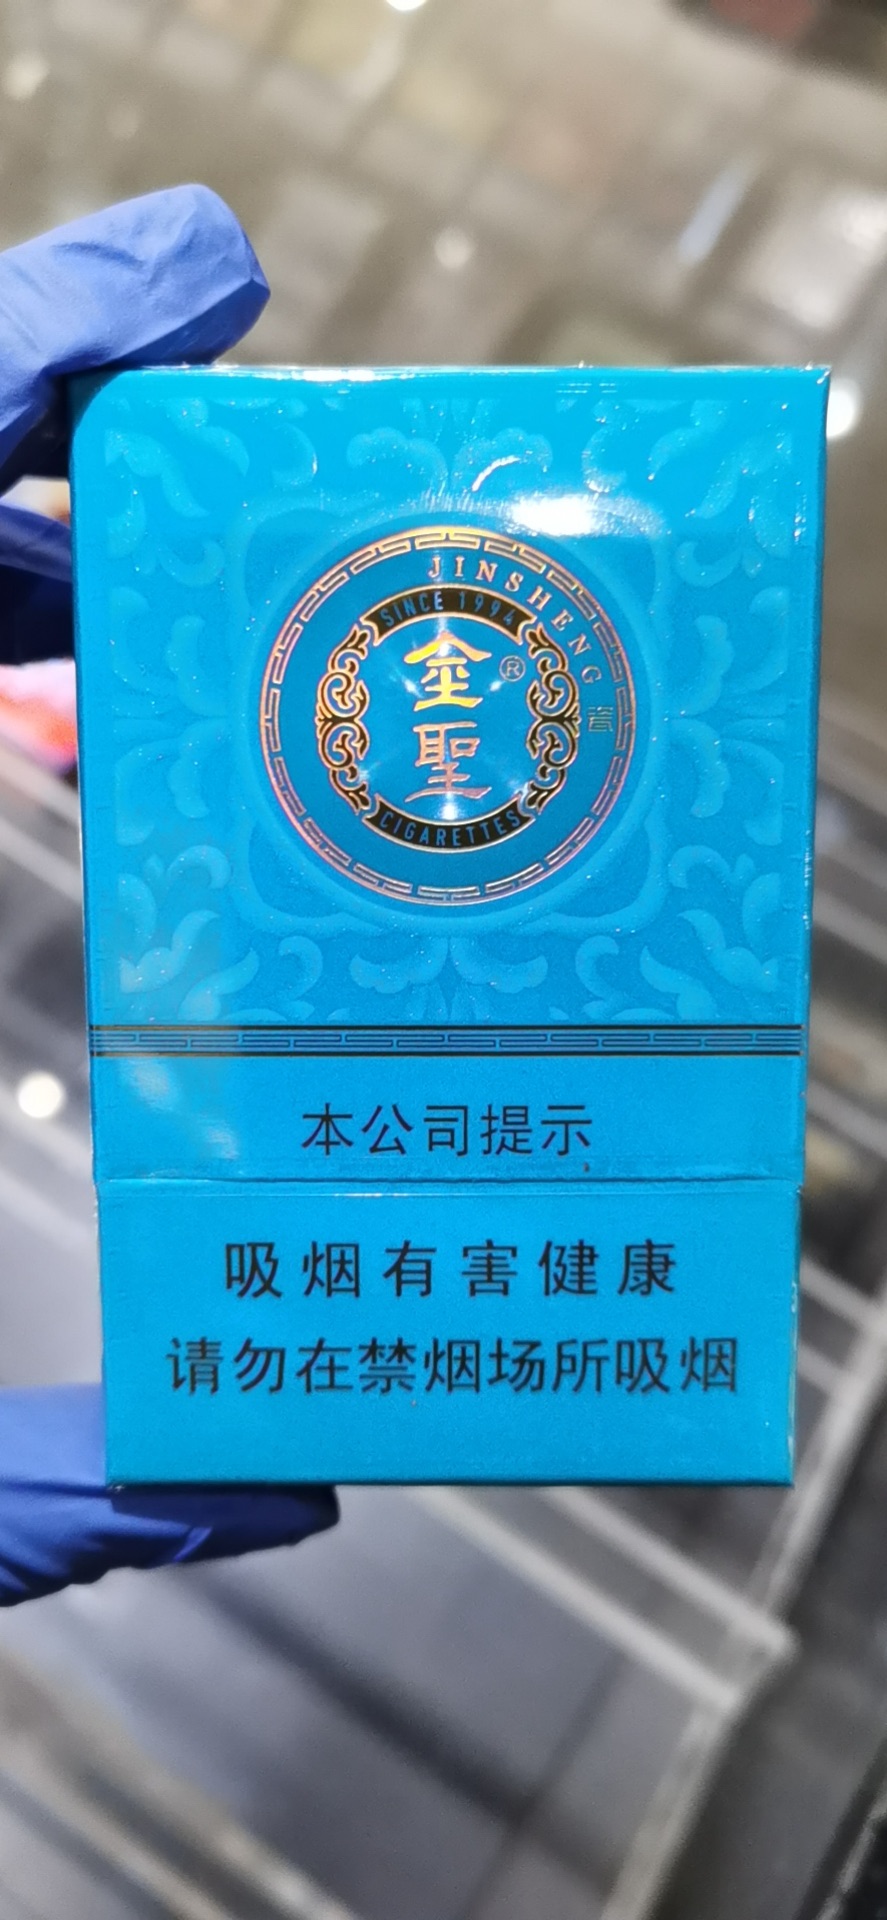 JINSHENG
瓷
SINCE 1994
金
®
聖
CIGARETTES
本公司提示
吸烟有害健康
请勿在禁烟场所吸烟